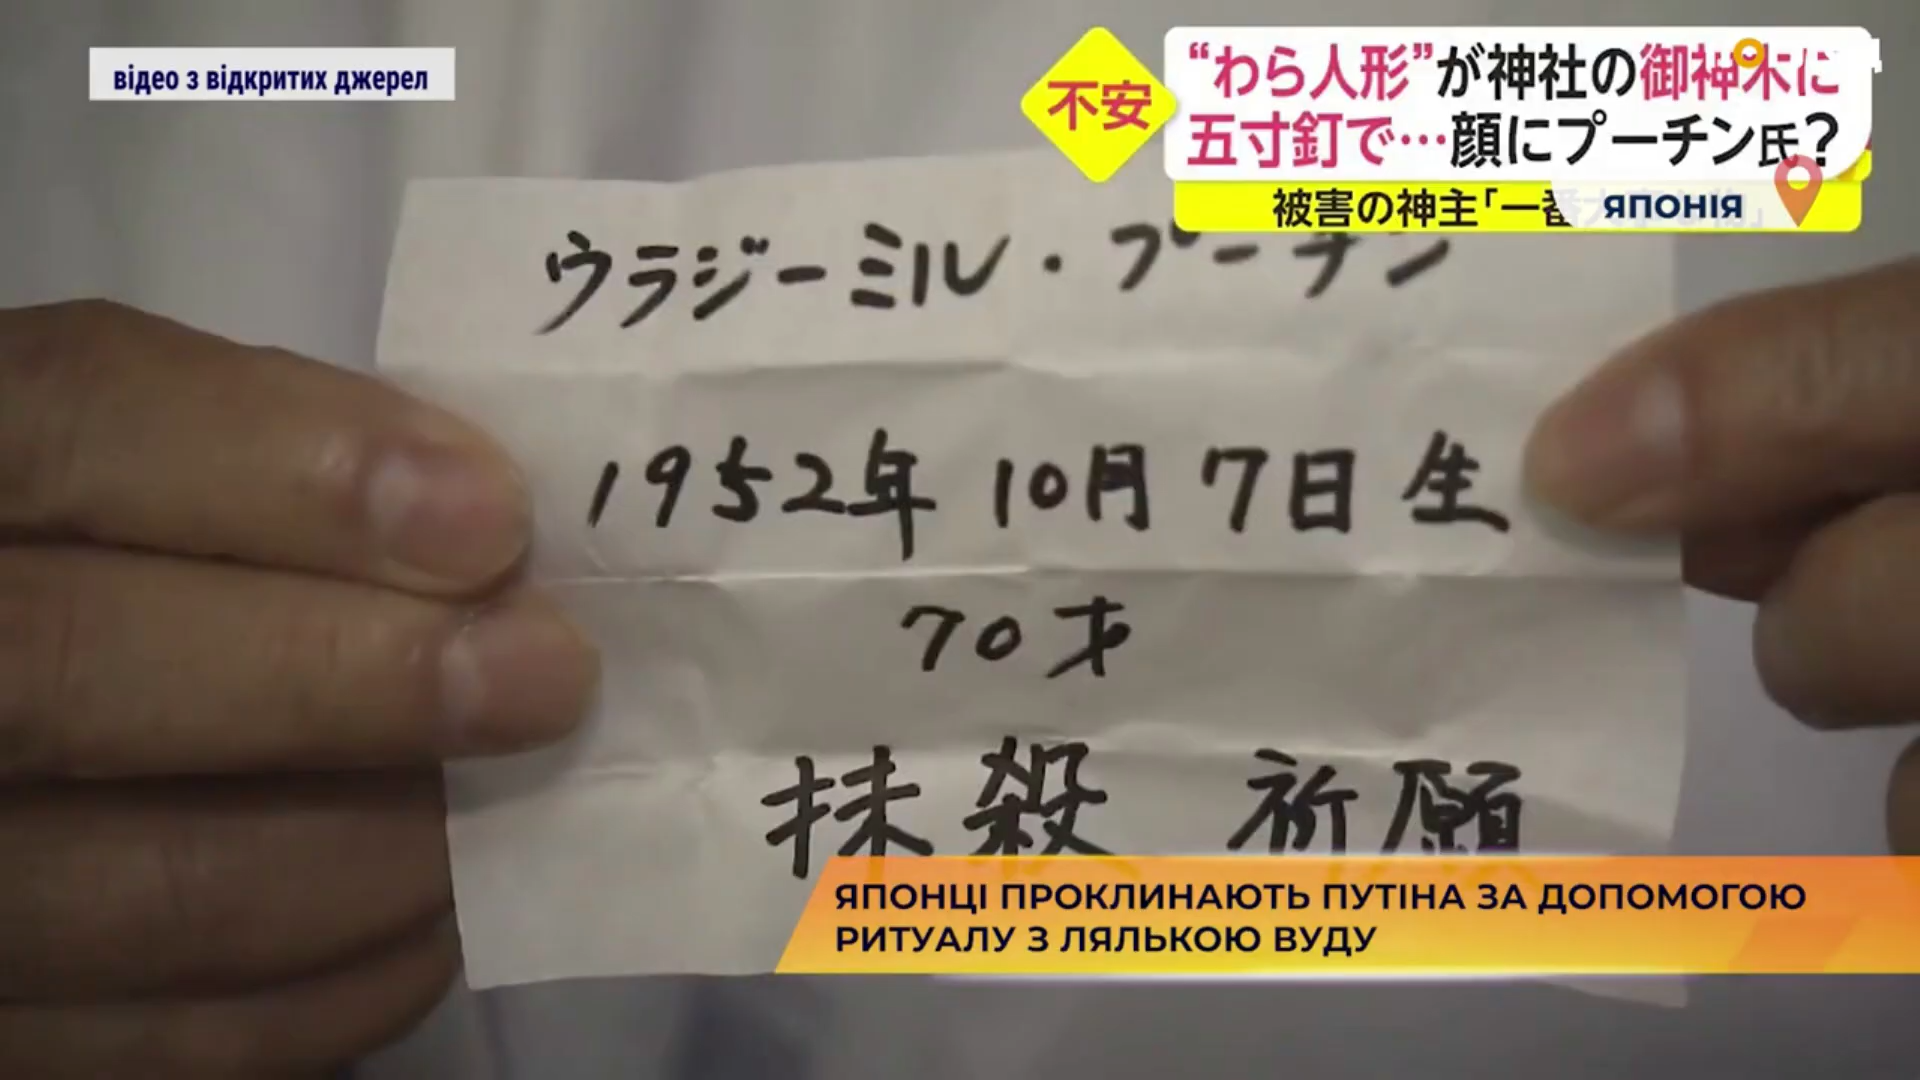 відео з відкритих джерел
不安
“わら人形”が神社の御神木に
五寸釘で…顔にプーチン氏?
被害の神主「一番
ЯПОНІЯ
ウラジーミル・プーチン
1952年 10月 7日 生
70才
抹殺 祈願
ЯПОНЦІ ПРОКЛИНАЮТЬ ПУТІНА ЗА ДОПОМОГОЮ
РИТУАЛУ З ЛЯЛЬКОЮ ВУДУ